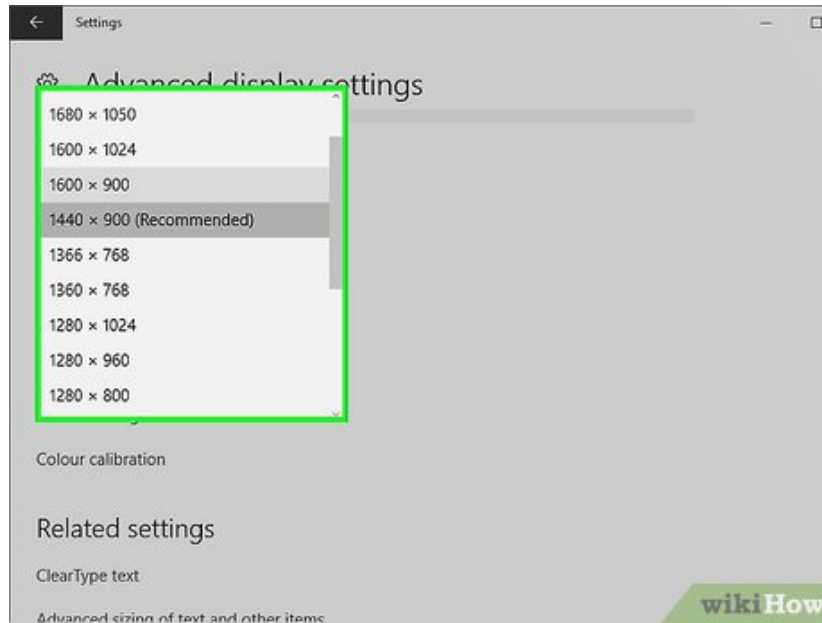 Settings
Advanced display settings
1680 × 1050
1600 × 1024
1600 × 900
1440 × 900 (Recommended)
1366 × 768
1360 × 768
1280 × 1024
1280 × 960
1280 × 800
Colour calibration
Related settings
ClearType text
Advanced sizing of text and other items
wikiHow